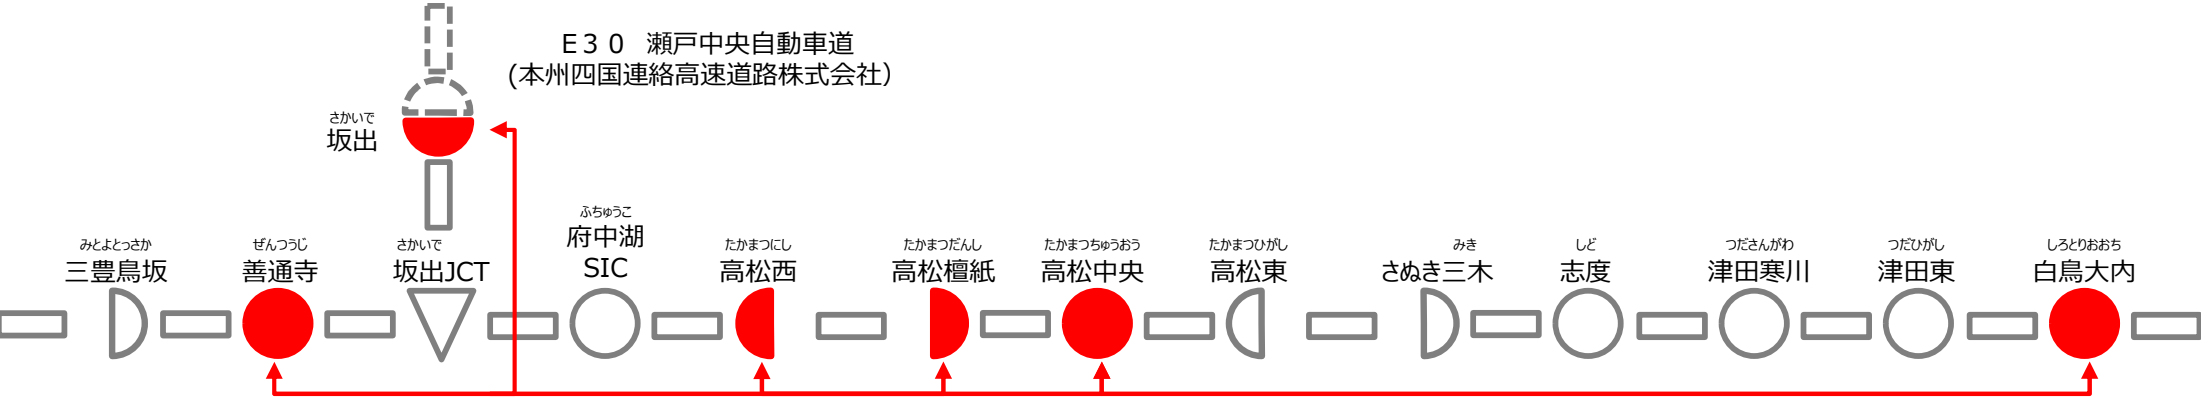 E30 瀬戸中央自動車道
(本州四国連絡高速道路株式会社)
さかいで
坂出
みとよとっさか
三豊鳥坂
ぜんつうじ
善通寺
さかいで
坂出JCT
ふちゅうこ
府中湖
SIC
たかまつにし
高松西
たかまつだんし
高松檀紙
たかまつちゅうおう
高松中央
たかまつひがし
高松東
みき
さぬき三木
しど
志度
つださんがわ
津田寒川
つだひがし
津田東
しろとりおおち
白鳥大内